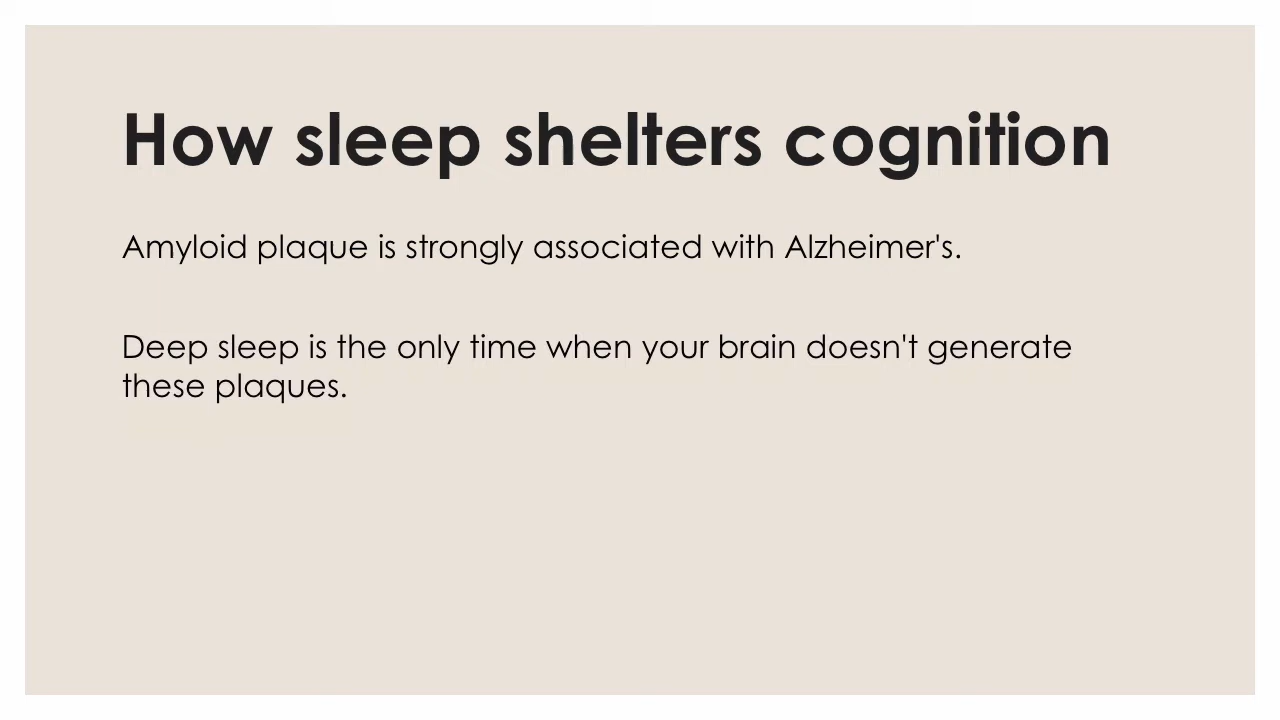 How sleep shelters cognition
Amyloid plaque is strongly associated with Alzheimer's.
Deep sleep is the only time when your brain doesn't generate
these plaques.